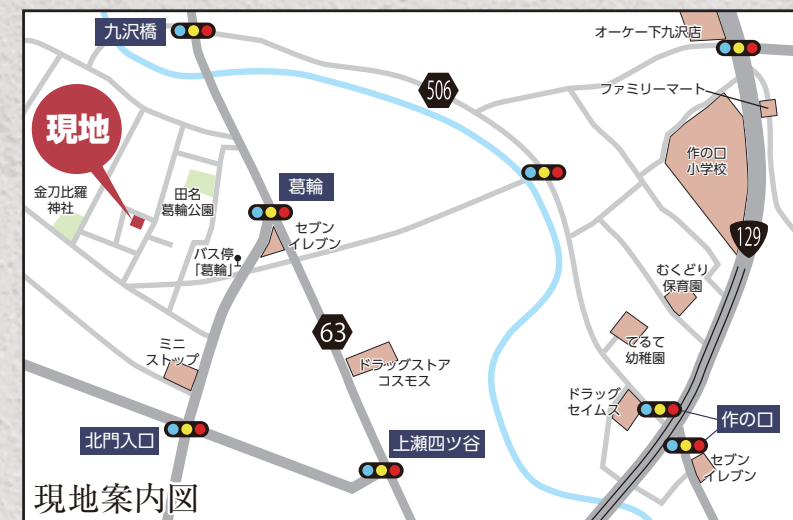 九沢橋
オーケー下九沢店
506
ファミリーマート
現地
作の口
小学校
金刀比羅
神社
田名
葛輪公園
葛輪
セブン
イレブン
バス停
「葛輪」
129
むくどり
保育園
63
てるて
幼稚園
ミニ
ストップ
ドラッグストア
コスモス
ドラッグ
セイムス
作の口
北門入口
上瀬四ツ谷
セブン
イレブン
現地案内図